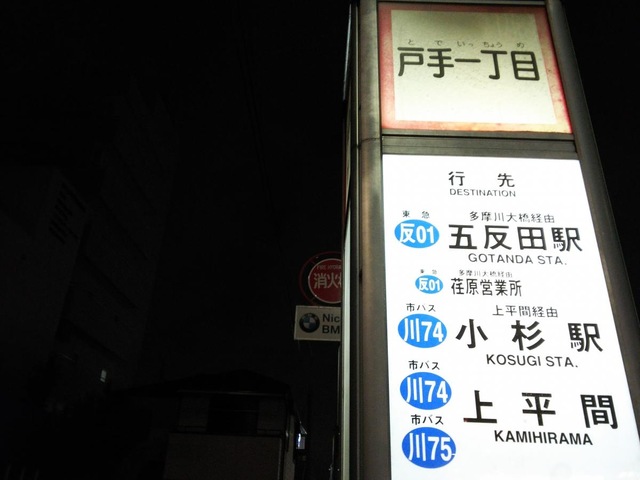 とでいっちょうめ
戸手一丁目
行先
DESTINATION
東急
多摩川大橋経由
反01 五反田駅
GOTANDA STA.
東急
多摩川大橋経由
反01 荏原営業所
市バス
上平間経由
川74 小杉駅
KOSUGI STA.
市バス
川74
上平間
市バス
KAMIHIRAMA
川75
消火
Nic
BM